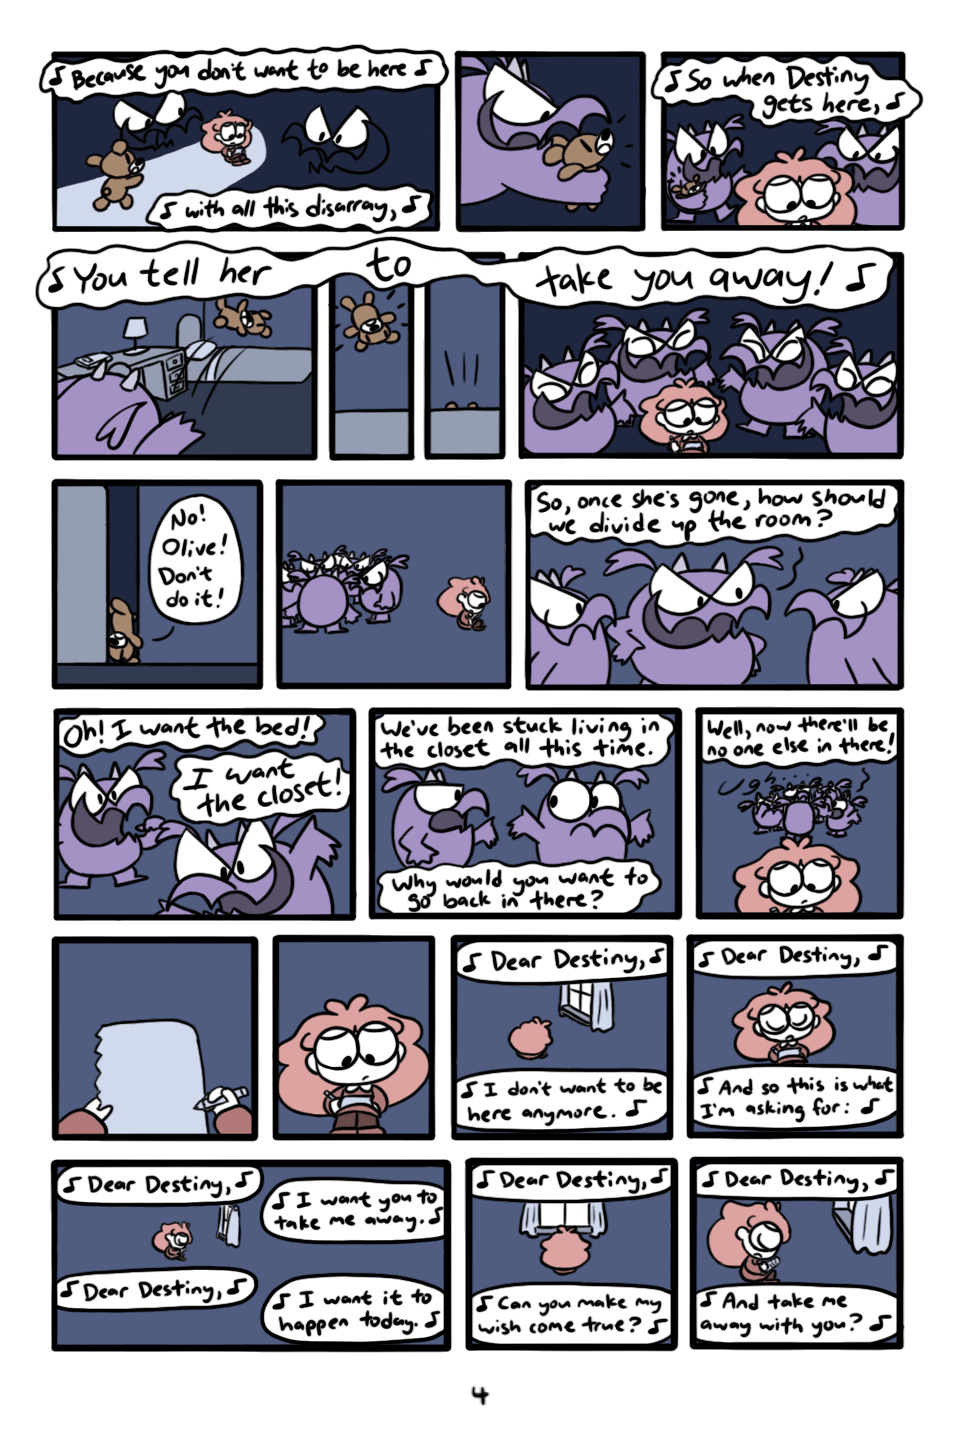 ♪ Because you don't want to be here ♪
♪ with all this disarray, ♪
♪ So when Destiny
gets here, ♪
♪ You tell her to take you away! ♪
No!
Olive!
Don't
do it!
So, once she's gone, how should
we divide up the room?
Oh! I want the bed!
I want
the closet!
We've been stuck living in
the closet all this time.
Why would you want to
go back in there?
Well, now there'll be
no one else in there!
♪ Dear Destiny, ♪
♪ I don't want to be
here anymore. ♪
♪ Dear Destiny, ♪
♪ And so this is what
I'm asking for: ♪
♪ Dear Destiny, ♪
♪ I want you to
take me away. ♪
♪ Dear Destiny, ♪
♪ I want it to
happen today. ♪
♪ Dear Destiny, ♪
♪ Can you make my
wish come true? ♪
♪ Dear Destiny, ♪
♪ And take me
away with you? ♪
4